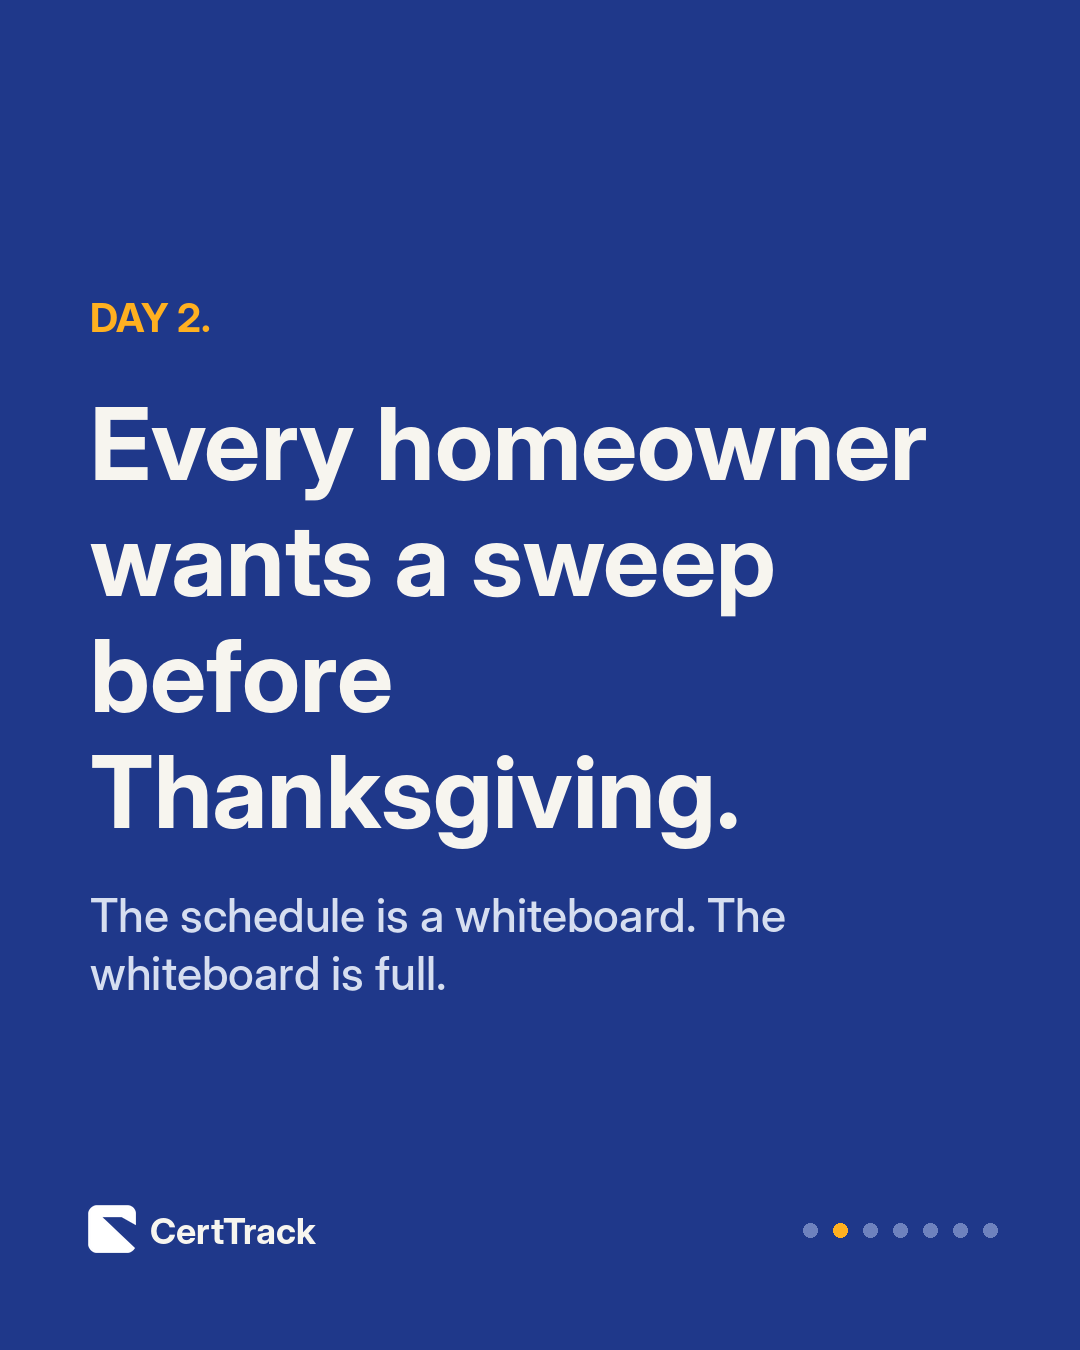 DAY 2.
Every homeowner
wants a sweep
before
Thanksgiving.
The schedule is a whiteboard. The
whiteboard is full.
CertTrack